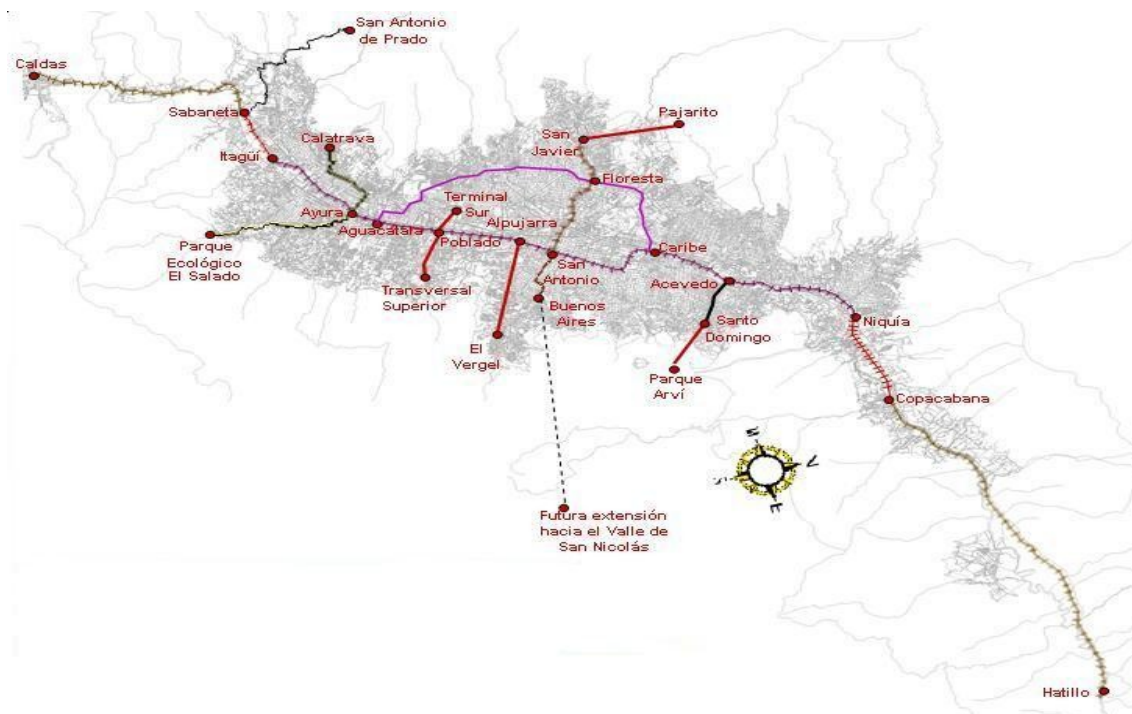 San Antonio
de Prado
Caldas
Sabaneta
Calatrava
Itagüí
Pajarito
San
Javier
Floresta
Terminal
Sur
Ayura
Aguacatala
Poblado
Alpujarra
Caribe
Parque
Ecológico
El Salado
San
Antonio
Acevedo
Transversal
Superior
Buenos
Aires
Santo
Domingo
Niquía
El
Vergel
Parque
Arví
Copacabana
Futura extensión
hacia el Valle de
San Nicolás
Hatillo